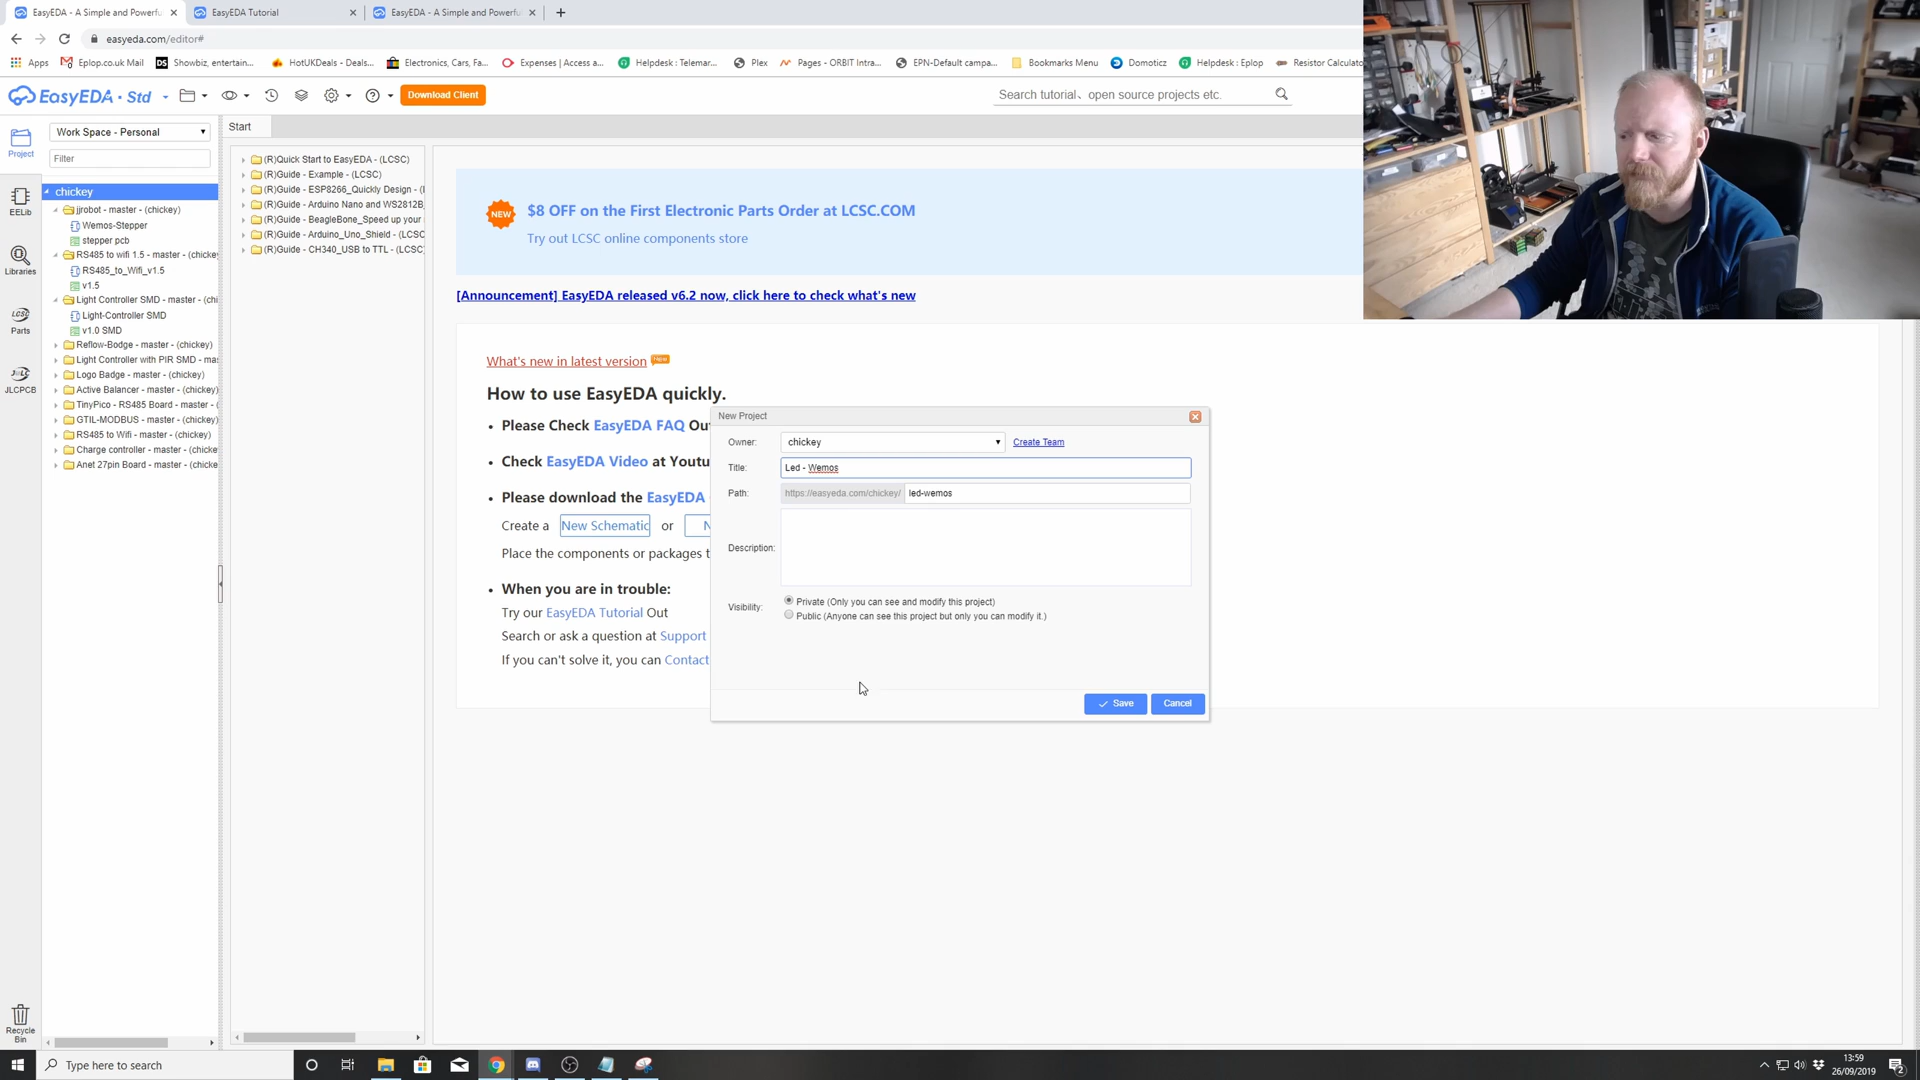 EasyEDA - A Simple and Powerfu
EasyEDA Tutorial
EasyEDA - A Simple and Powerfu
easyeda.com/editor#
Apps
Eplop.co.uk Mail
Showbiz, entertain...
HotUKDeals - Deals...
Electronics, Cars, Fa...
Expenses | Access a...
Helpdesk : Telemar...
Plex
Pages - ORBIT Intra...
EPN-Default campa...
Bookmarks Menu
Domoticz
Helpdesk : Eplop
Resistor Calculato
EasyEDA · Std
Download Client
Search tutorial、open source projects etc.
Project
EELib
Libraries
LCSC
Parts
JLCPCB
Recycle
Bin
Work Space - Personal
Filter
chickey
jjrobot - master - (chickey)
Wemos-Stepper
stepper pcb
RS485 to wifi 1.5 - master - (chickey
RS485_to_Wifi_v1.5
v1.5
Light Controller SMD - master - (chi
Light-Controller SMD
v1.0 SMD
Reflow-Bodge - master - (chickey)
Light Controller with PIR SMD - mas
Logo Badge - master - (chickey)
Active Balancer - master - (chickey)
TinyPico - RS485 Board - master - (
GTIL-MODBUS - master - (chickey)
RS485 to Wifi - master - (chickey)
Charge controller - master - (chicke
Anet 27pin Board - master - (chicke
Start
(R)Quick Start to EasyEDA - (LCSC)
(R)Guide - Example - (LCSC)
(R)Guide - ESP8266_Quickly Design - (l
(R)Guide - Arduino Nano and WS2812B_
(R)Guide - BeagleBone_Speed up your
(R)Guide - Arduino_Uno_Shield - (LCSC
(R)Guide - CH340_USB to TTL - (LCSC)
NEW
$8 OFF on the First Electronic Parts Order at LCSC.COM
Try out LCSC online components store
[Announcement] EasyEDA released v6.2 now, click here to check what's new
What's new in latest version
New
How to use EasyEDA quickly.
Please Check EasyEDA FAQ Ou
Check EasyEDA Video at Youtu
Please download the EasyEDA
Create a New Schematic or N
Place the components or packages t
When you are in trouble:
Try our EasyEDA Tutorial Out
Search or ask a question at Support
If you can't solve it, you can Contact
New Project
Owner: chickey Create Team
Title: Led - Wemos
Path: https://easyeda.com/chickey/ led-wemos
Description:
Visibility: Private (Only you can see and modify this project)
Public (Anyone can see this project but only you can modify it.)
Save
Cancel
Type here to search
13:59
26/09/2019
2